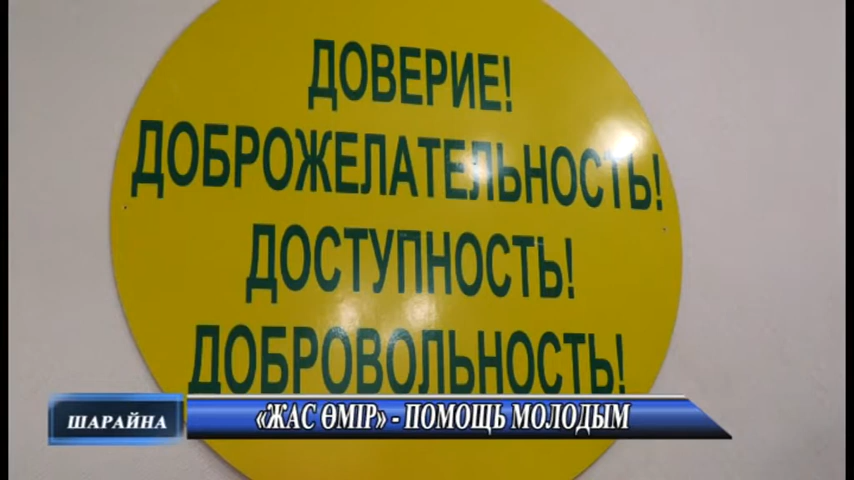 ДОВЕРИЕ!
ДОБРОЖЕЛАТЕЛЬНОСТЬ!
ДОСТУПНОСТЬ!
ДОБРОВОЛЬНОСТЬ!
«ЖАС ӨМІР» - ПОМОЩЬ МОЛОДЫМ
ШАРАЙНА